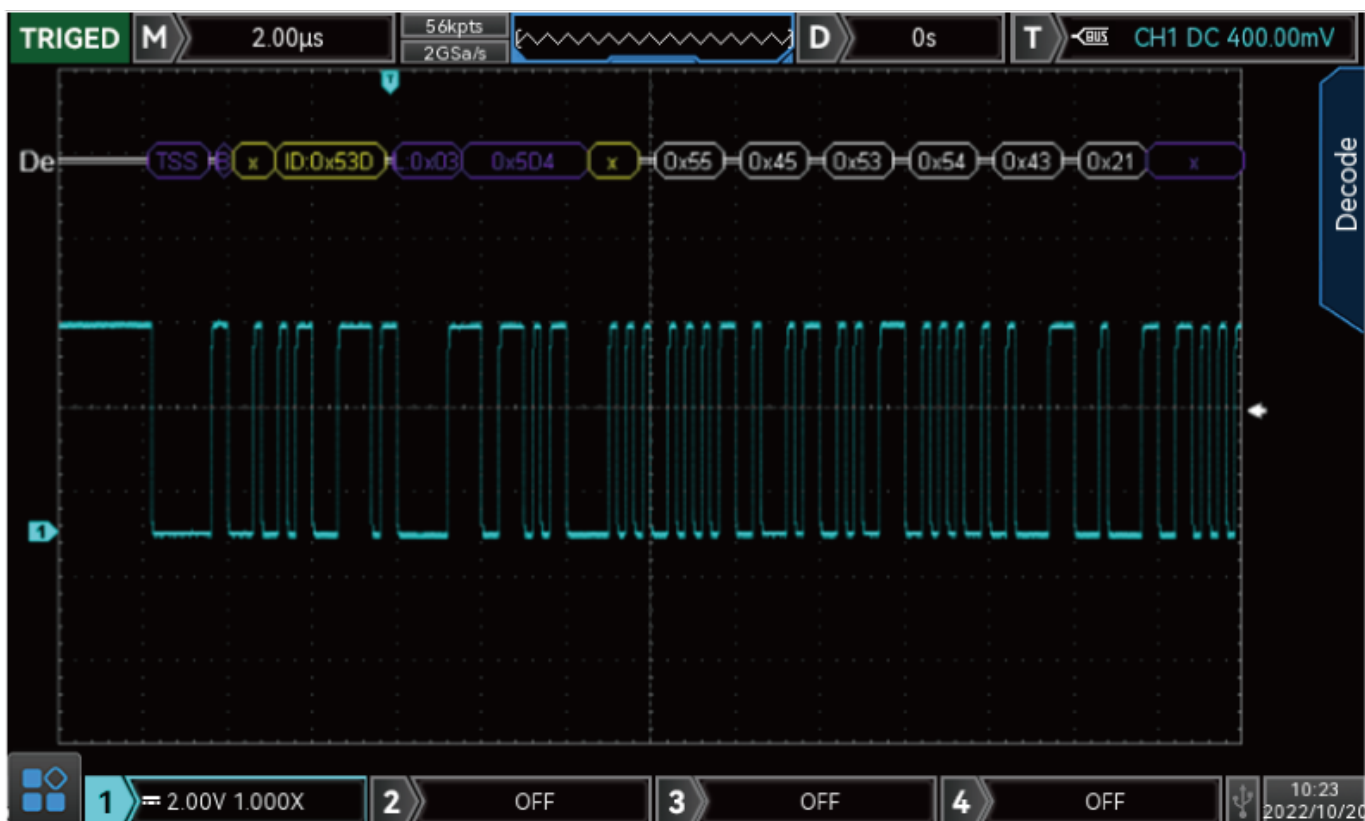 TRIGED M 2.00μs 56kpts D 0s T BUS CH1 DC 400.00mV
2GSa/s
T
De TSS B x ID:0x53D L:0x03 0x5D4 x 0x55 0x45 0x53 0x54 0x43 0x21 x
Decode
1
1 2.00V 1.000X 2 OFF 3 OFF 4 OFF 10:23
2022/10/20